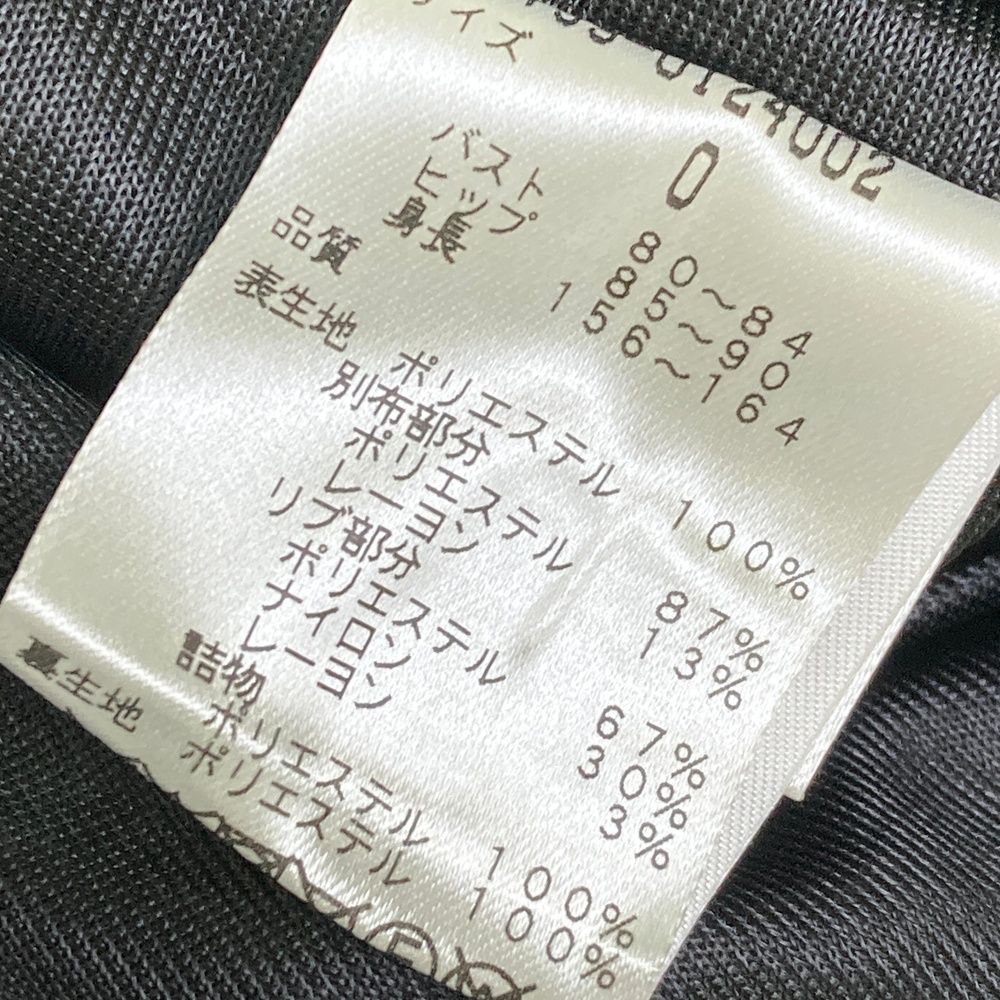 0124002
サイズ 0
バスト 80～84
ヒップ 85～90
身長 156～164
品質
表生地 ポリエステル 100%
別布部分
ポリエステル 87%
レーヨン 13%
リブ部分
ポリエステル 67%
ナイロン 30%
レーヨン 3%
詰物 ポリエステル 100%
裏生地 ポリエステル 100%
F